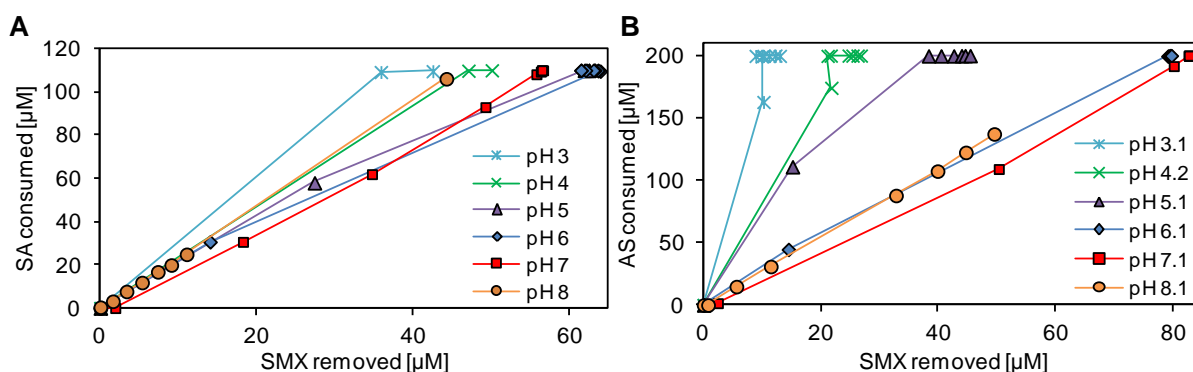 A
SA consumed [µM]
120
100
80
60
40
20
0
0 20 40 60
SMX removed [µM]
pH 3
pH 4
pH 5
pH 6
pH 7
pH 8
B
AS consumed [µM]
200
150
100
50
0
0 20 40 60 80
SMX removed [µM]
pH 3.1
pH 4.2
pH 5.1
pH 6.1
pH 7.1
pH 8.1